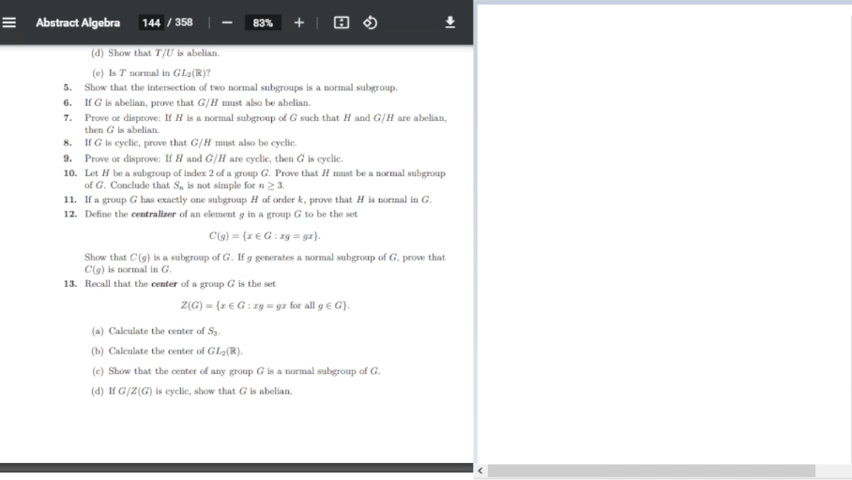 Abstract Algebra 144 / 358 − 83% +
(d) Show that T/U is abelian.
(e) Is T normal in GL₂(ℝ)?
5. Show that the intersection of two normal subgroups is a normal subgroup.
6. If G is abelian, prove that G/H must also be abelian.
7. Prove or disprove: If H is a normal subgroup of G such that H and G/H are abelian,
then G is abelian.
8. If G is cyclic, prove that G/H must also be cyclic.
9. Prove or disprove: If H and G/H are cyclic, then G is cyclic.
10. Let H be a subgroup of index 2 of a group G. Prove that H must be a normal subgroup
of G. Conclude that Sₙ is not simple for n ≥ 3.
11. If a group G has exactly one subgroup H of order k, prove that H is normal in G.
12. Define the centralizer of an element g in a group G to be the set
C(g) = {x ∈ G : xg = gx}.
Show that C(g) is a subgroup of G. If g generates a normal subgroup of G, prove that
C(g) is normal in G.
13. Recall that the center of a group G is the set
Z(G) = {x ∈ G : xg = gx for all g ∈ G}.
(a) Calculate the center of S₃.
(b) Calculate the center of GL₂(ℝ).
(c) Show that the center of any group G is a normal subgroup of G.
(d) If G/Z(G) is cyclic, show that G is abelian.